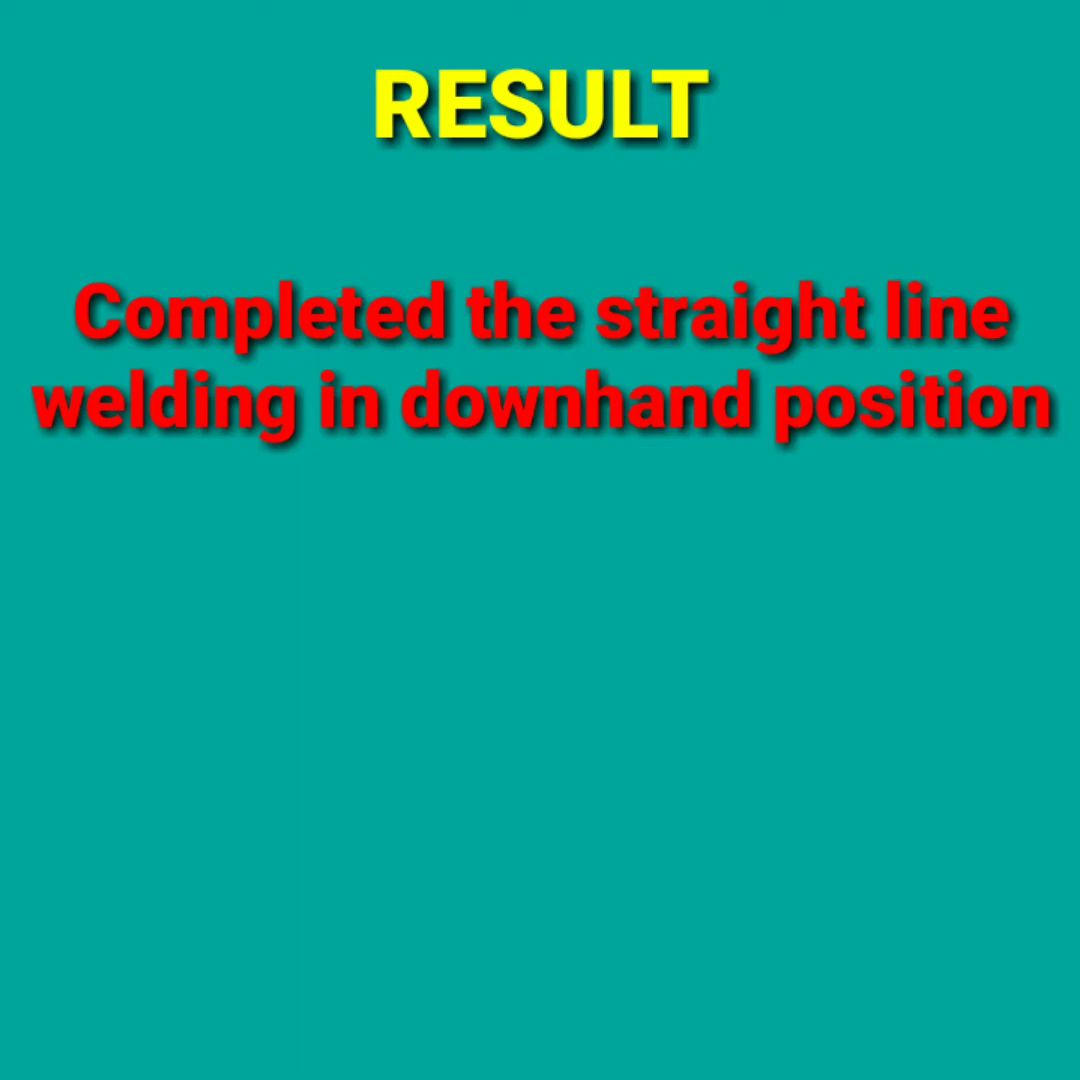 RESULT
Completed the straight line
welding in downhand position